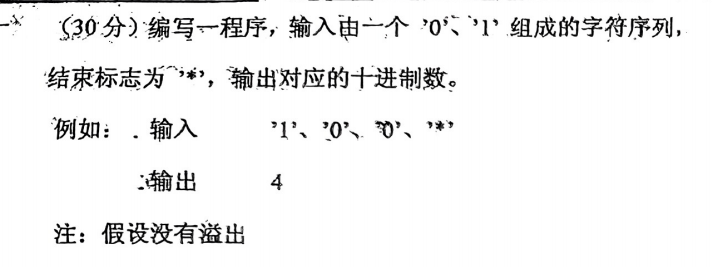 一、（30分）编写一程序，输入由一个 '0'、'1' 组成的字符序列，
结束标志为 '*'，输出对应的十进制数。
例如： 输入 '1'、'0'、'0'、'*'
输出 4
注：假设没有溢出